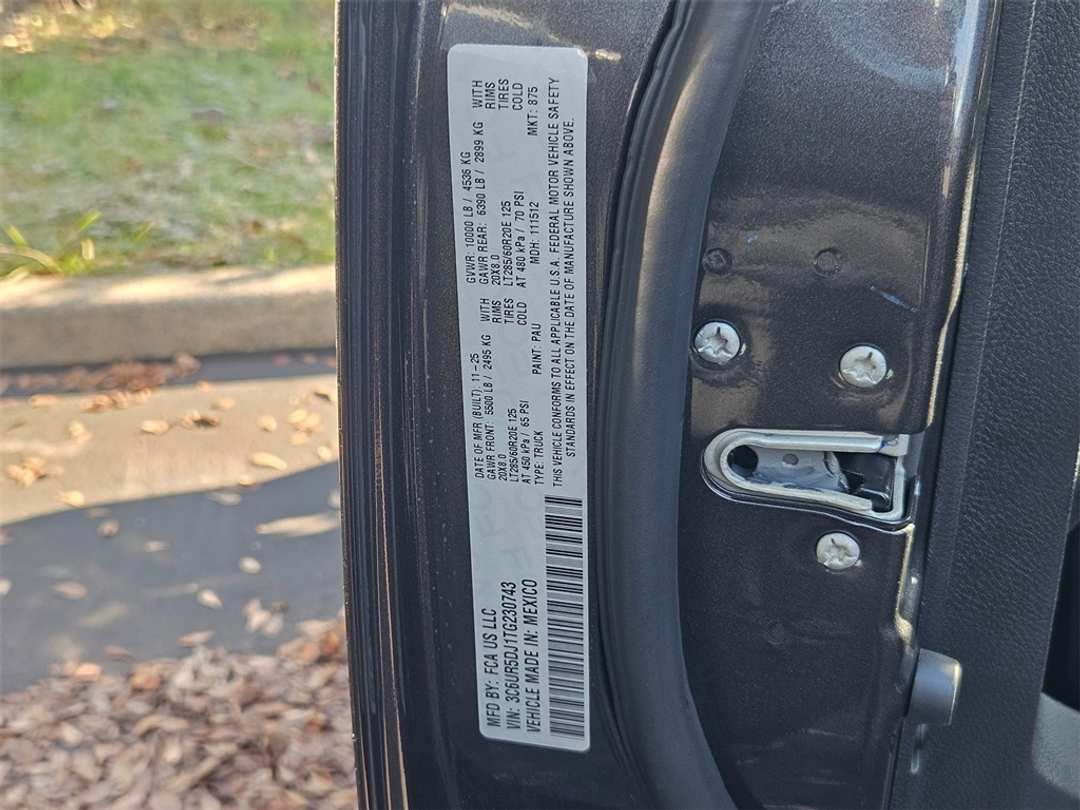 MFD BY: FCA US LLC
VIN: 3C6UR5DJ1TG230743
VEHICLE MADE IN: MEXICO
DATE OF MFR (BUILT): 11-25
GVWR: 10000 LB / 4536 KG
GAWR FRONT: 5500 LB / 2495 KG WITH
20X8.0 RIMS
LT285/60R20E 125 TIRES
AT 450 kPa / 65 PSI COLD
GAWR REAR: 6390 LB / 2899 KG WITH
20X8.0 RIMS
LT285/60R20E 125 TIRES
AT 480 kPa / 70 PSI COLD
TYPE: TRUCK PAINT: PAU MDH: 111512 MKT: 875
THIS VEHICLE CONFORMS TO ALL APPLICABLE U.S.A. FEDERAL MOTOR VEHICLE SAFETY
STANDARDS IN EFFECT ON THE DATE OF MANUFACTURE SHOWN ABOVE.